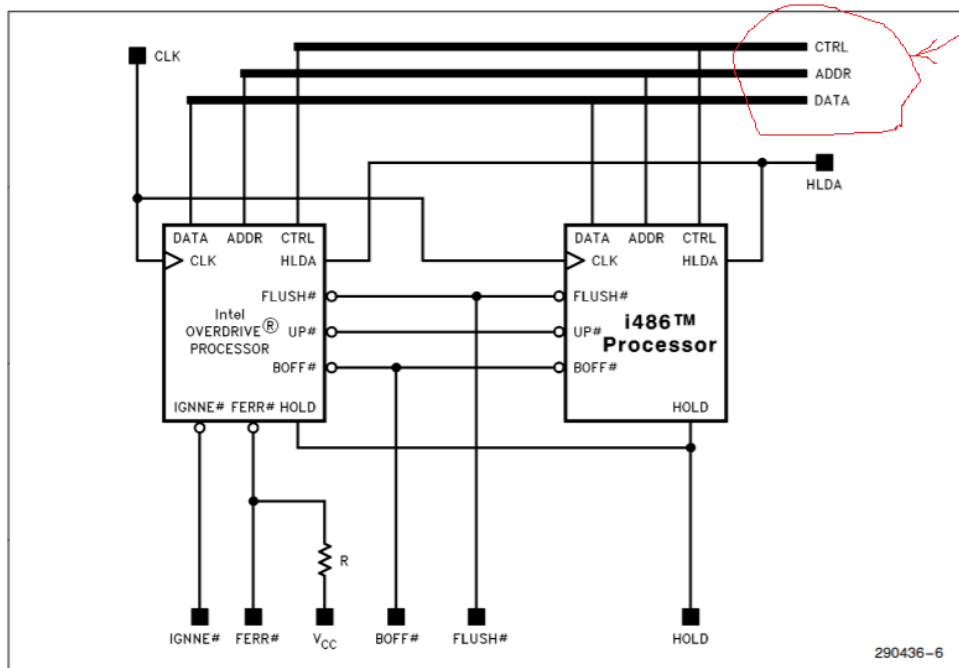 CLK
CTRL
ADDR
DATA
HLDA
DATA ADDR CTRL
CLK HLDA
FLUSH#
Intel
OVERDRIVE®
PROCESSOR
UP#
BOFF#
IGNNE# FERR# HOLD
DATA ADDR CTRL
CLK HLDA
FLUSH#
i486™
Processor
UP#
BOFF#
HOLD
R
IGNNE# FERR# VCC BOFF# FLUSH# HOLD
290436-6